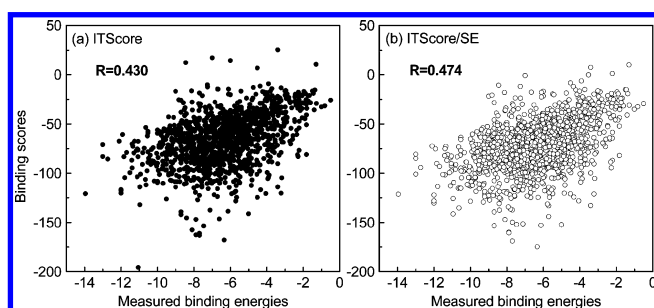 (a) ITScore
R=0.430
50
0
-50
-100
-150
-200
Binding scores
-14 -12 -10 -8 -6 -4 -2 0
Measured binding energies
(b) ITScore/SE
R=0.474
50
0
-50
-100
-150
-200
-14 -12 -10 -8 -6 -4 -2 0
Measured binding energies